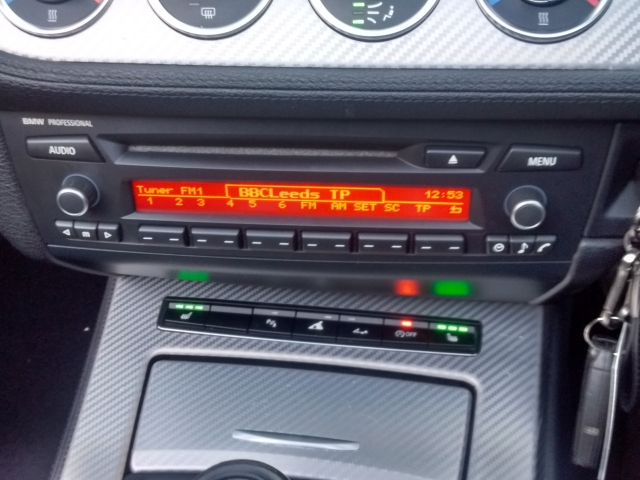 BMW PROFESSIONAL
AUDIO
MENU
Tuner FM1 BBCLeeds TP 12:53
1 2 3 4 5 6 FM AM SET SC TP
m
OFF